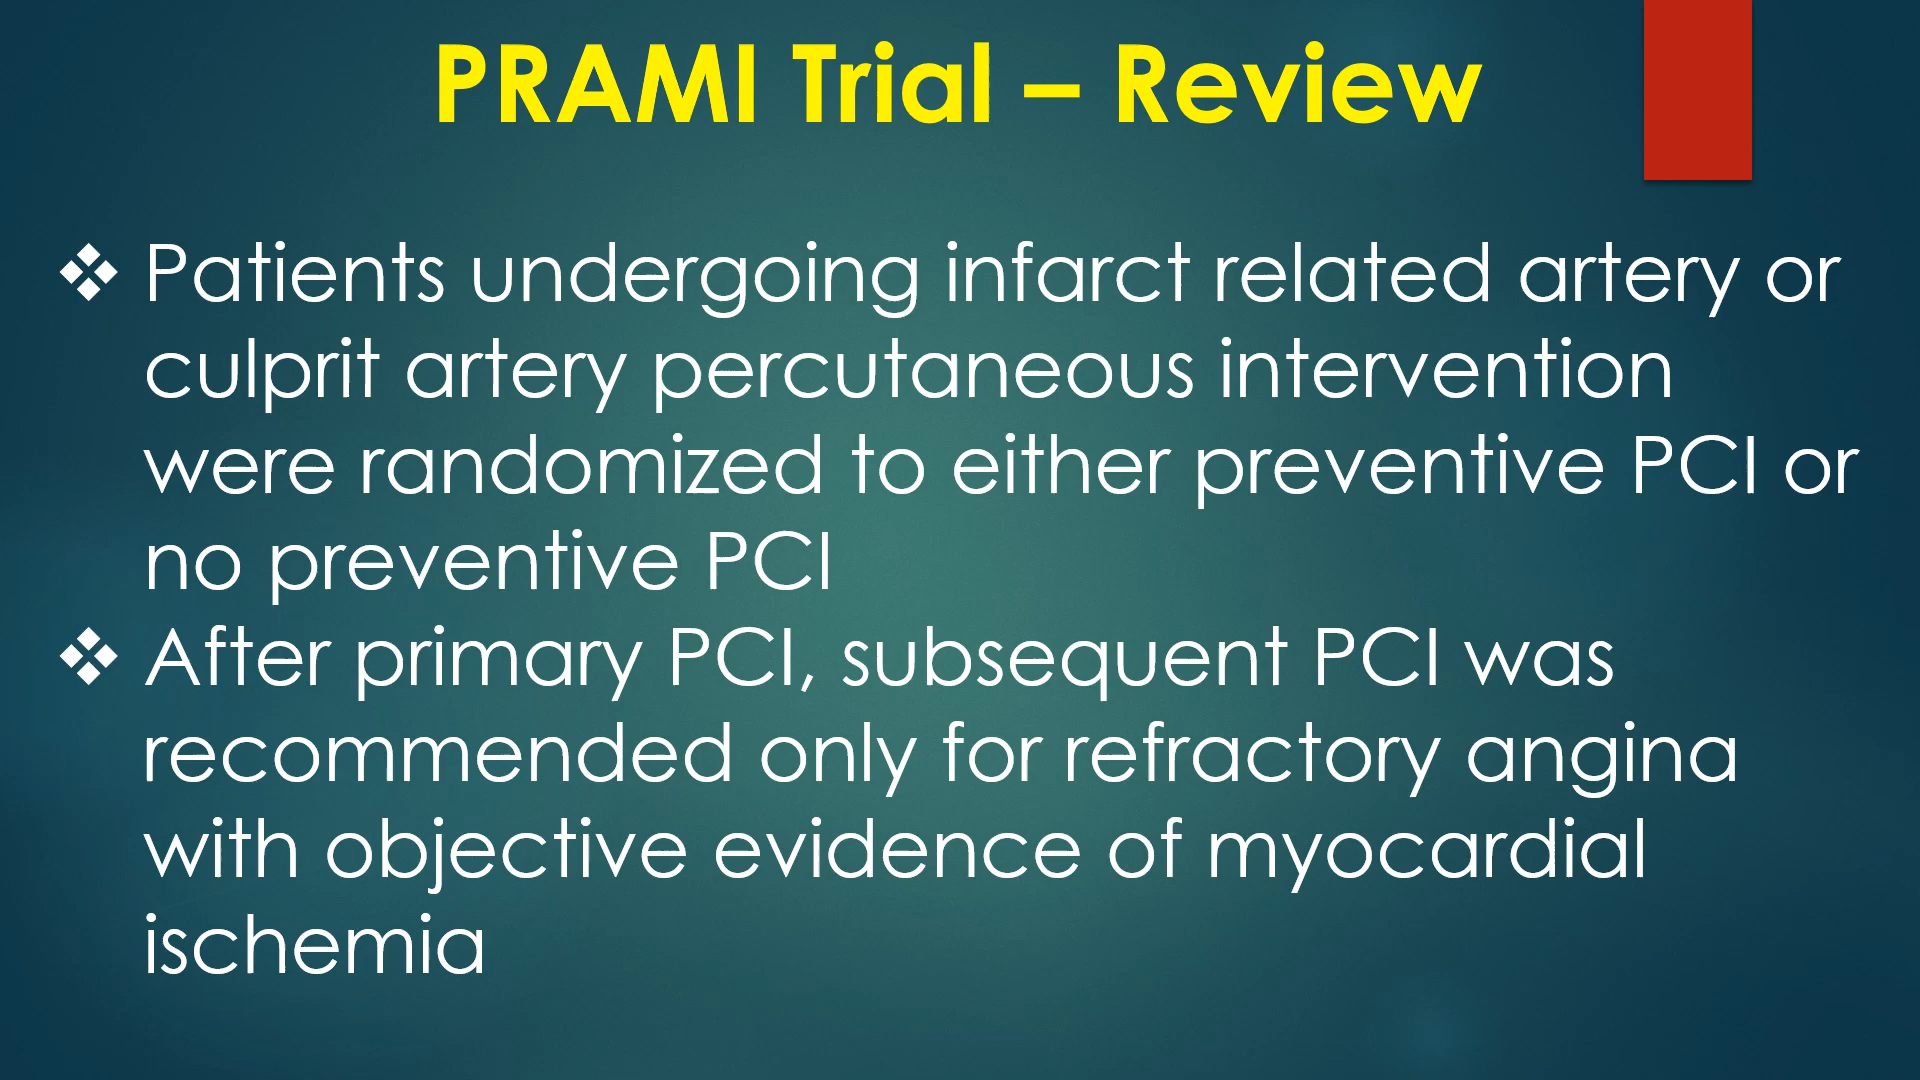 PRAMI Trial – Review
❖ Patients undergoing infarct related artery or
culprit artery percutaneous intervention
were randomized to either preventive PCI or
no preventive PCI
❖ After primary PCI, subsequent PCI was
recommended only for refractory angina
with objective evidence of myocardial
ischemia